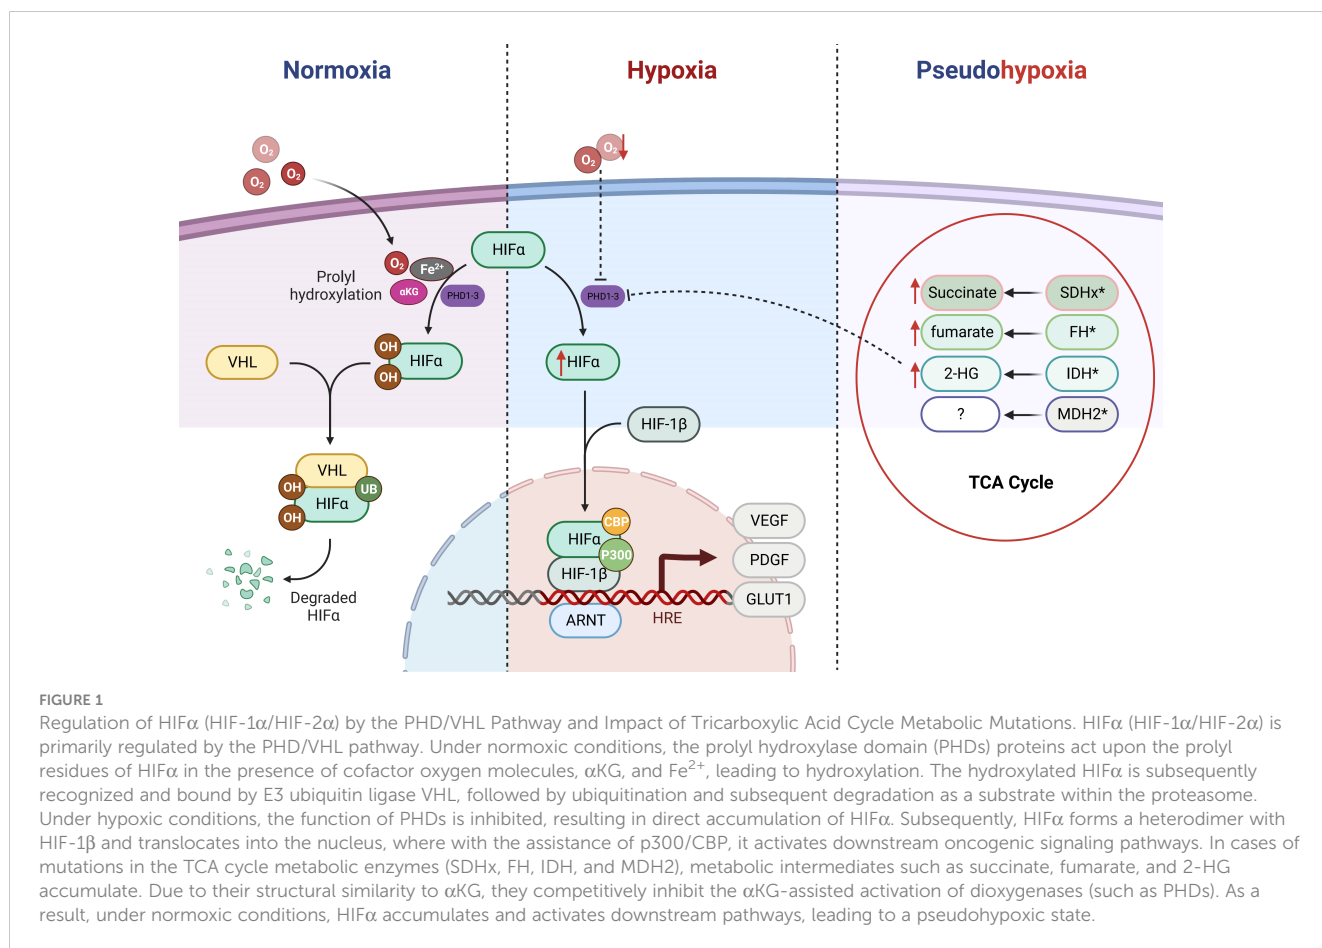 Normoxia
Hypoxia
Pseudohypoxia
O2
O2
O2
O2
O2
HIFα
O2
Fe2+
αKG
PHD1-3
Prolyl
hydroxylation
PHD1-3
VHL
OH
HIFα
OH
HIFα
HIF-1β
Succinate
SDHx*
fumarate
FH*
2-HG
IDH*
?
MDH2*
TCA Cycle
VHL
OH
UB
HIFα
OH
Degraded
HIFα
CBP
HIFα
P300
HIF-1β
ARNT
HRE
VEGF
PDGF
GLUT1
FIGURE 1
Regulation of HIFα (HIF-1α/HIF-2α) by the PHD/VHL Pathway and Impact of Tricarboxylic Acid Cycle Metabolic Mutations. HIFα (HIF-1α/HIF-2α) is
primarily regulated by the PHD/VHL pathway. Under normoxic conditions, the prolyl hydroxylase domain (PHDs) proteins act upon the prolyl
residues of HIFα in the presence of cofactor oxygen molecules, αKG, and Fe2+, leading to hydroxylation. The hydroxylated HIFα is subsequently
recognized and bound by E3 ubiquitin ligase VHL, followed by ubiquitination and subsequent degradation as a substrate within the proteasome.
Under hypoxic conditions, the function of PHDs is inhibited, resulting in direct accumulation of HIFα. Subsequently, HIFα forms a heterodimer with
HIF-1β and translocates into the nucleus, where with the assistance of p300/CBP, it activates downstream oncogenic signaling pathways. In cases of
mutations in the TCA cycle metabolic enzymes (SDHx, FH, IDH, and MDH2), metabolic intermediates such as succinate, fumarate, and 2-HG
accumulate. Due to their structural similarity to αKG, they competitively inhibit the αKG-assisted activation of dioxygenases (such as PHDs). As a
result, under normoxic conditions, HIFα accumulates and activates downstream pathways, leading to a pseudohypoxic state.